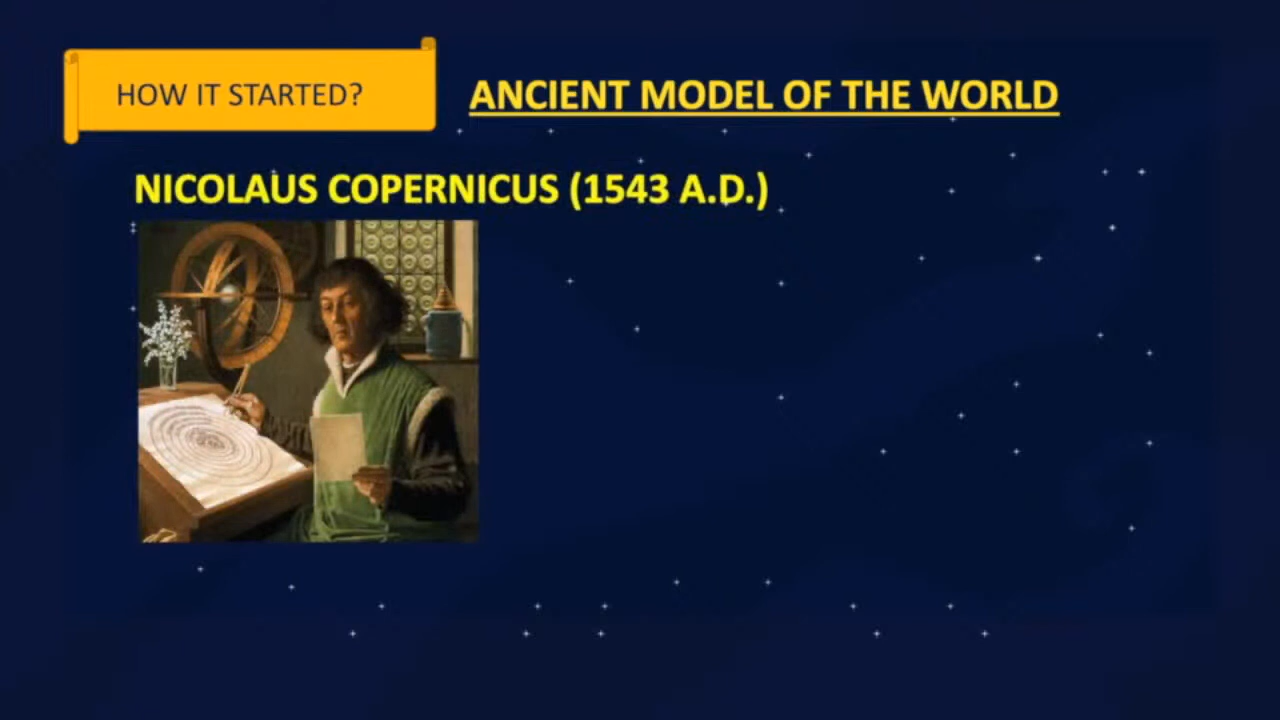 HOW IT STARTED?
ANCIENT MODEL OF THE WORLD
NICOLAUS COPERNICUS (1543 A.D.)